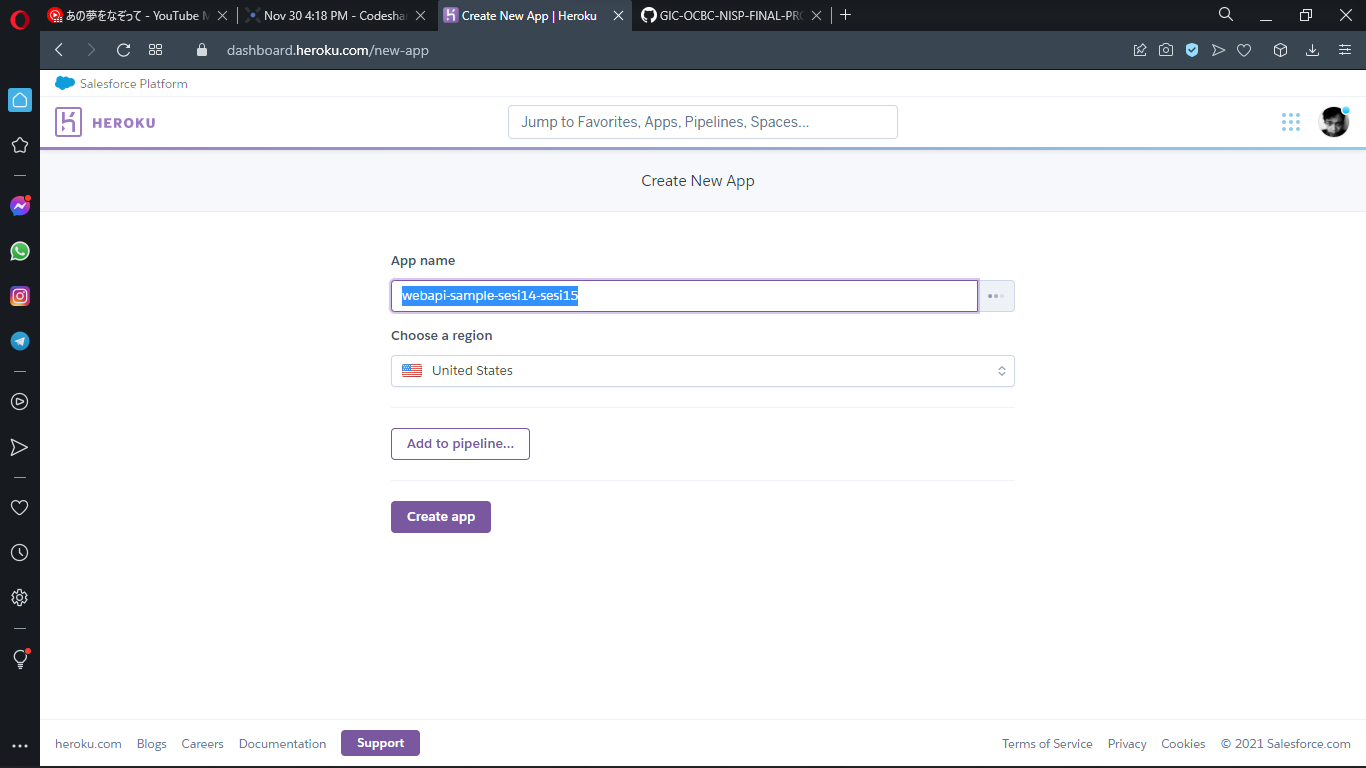 あの夢をなぞって - YouTube M
Nov 30 4:18 PM - Codeshar
Create New App | Heroku
GIC-OCBC-NISP-FINAL-PRO
dashboard.heroku.com/new-app
Salesforce Platform
HEROKU
Jump to Favorites, Apps, Pipelines, Spaces...
Create New App
App name
webapi-sample-sesi14-sesi15
Choose a region
United States
Add to pipeline...
Create app
heroku.com Blogs Careers Documentation Support Terms of Service Privacy Cookies © 2021 Salesforce.com